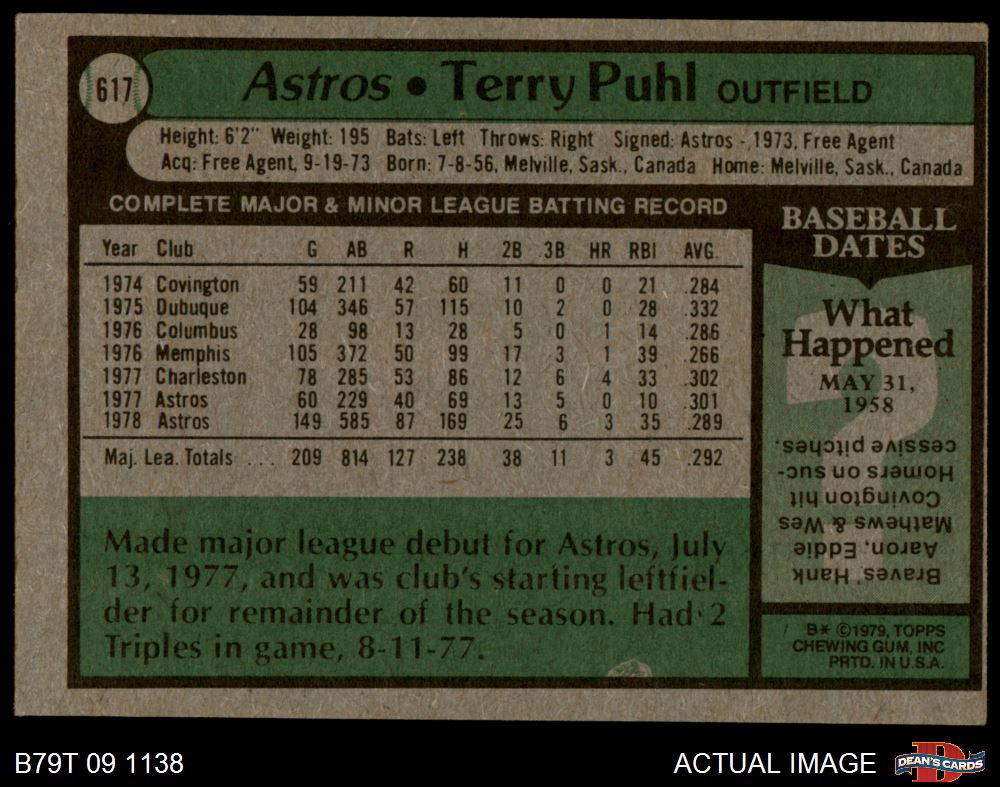 617
Astros • Terry Puhl OUTFIELD
Height: 6'2" Weight: 195 Bats: Left Throws: Right Signed: Astros - 1973, Free Agent
Acq: Free Agent, 9-19-73 Born: 7-8-56, Melville, Sask., Canada Home: Melville, Sask., Canada
COMPLETE MAJOR & MINOR LEAGUE BATTING RECORD
Year Club G AB R H 2B 3B HR RBI AVG.
1974 Covington 59 211 42 60 11 0 0 21 .284
1975 Dubuque 104 346 57 115 10 2 0 28 .332
1976 Columbus 28 98 13 28 5 0 1 14 .286
1976 Memphis 105 372 50 99 17 3 1 39 .266
1977 Charleston 78 285 53 86 12 6 4 33 .302
1977 Astros 60 229 40 69 13 5 0 10 .301
1978 Astros 149 585 87 169 25 6 3 35 .289
Maj. Lea. Totals ... 209 814 127 238 38 11 3 45 .292
Made major league debut for Astros, July
13, 1977, and was club's starting leftfiel-
der for remainder of the season. Had 2
Triples in game, 8-11-77.
BASEBALL
DATES
What
Happened
MAY 31,
1958
?
Braves' Hank
Aaron, Eddie
Mathews & Wes
Covington hit
Homers on suc-
cessive pitches.
B* ©1979, TOPPS
CHEWING GUM, INC
PRTD. IN U.S.A.
B79T 09 1138
ACTUAL IMAGE
DEAN'S CARDS